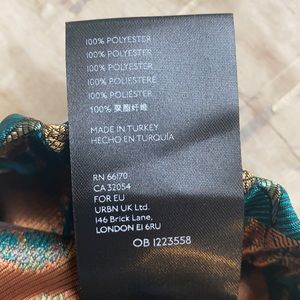 100% POLYESTER
100% POLYESTER
100% POLYESTER
100% POLIESTERE
100% POLIÉSTER
100% 聚酯纤维
MADE IN TURKEY
HECHO EN TURQUÍA
RN 66170
CA 32054
FOR EU
URBN UK Ltd.
146 Brick Lane,
LONDON E1 6RU
OB 1223558